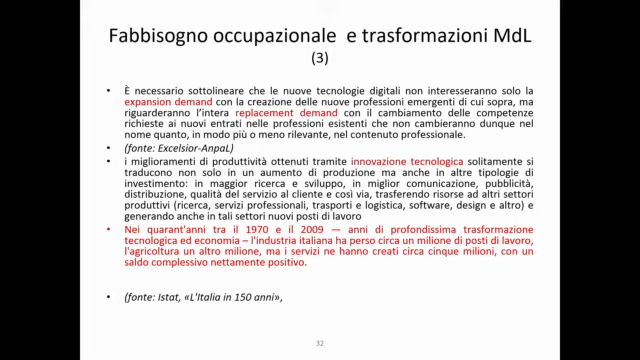 Fabbisogno occupazionale e trasformazioni MdL
(3)
• È necessario sottolineare che le nuove tecnologie digitali non interesseranno solo la
expansion demand con la creazione delle nuove professioni emergenti di cui sopra, ma
riguarderanno l'intera replacement demand con il cambiamento delle competenze
richieste ai nuovi entrati nelle professioni esistenti che non cambieranno dunque nel
nome quanto, in modo più o meno rilevante, nel contenuto professionale.
• (fonte: Excelsior-AnpaL)
• i miglioramenti di produttività ottenuti tramite innovazione tecnologica solitamente si
traducono non solo in un aumento di produzione ma anche in altre tipologie di
investimento: in maggior ricerca e sviluppo, in miglior comunicazione, pubblicità,
distribuzione, qualità del servizio al cliente e così via, trasferendo risorse ad altri settori
produttivi (ricerca, servizi professionali, trasporti e logistica, software, design e altro) e
generando anche in tali settori nuovi posti di lavoro
• Nei quarant'anni tra il 1970 e il 2009 — anni di profondissima trasformazione
tecnologica ed economia – l'industria italiana ha perso circa un milione di posti di lavoro,
l'agricoltura un altro milione, ma i servizi ne hanno creati circa cinque milioni, con un
saldo complessivo nettamente positivo.
• (fonte: Istat, «L'Italia in 150 anni»,
32